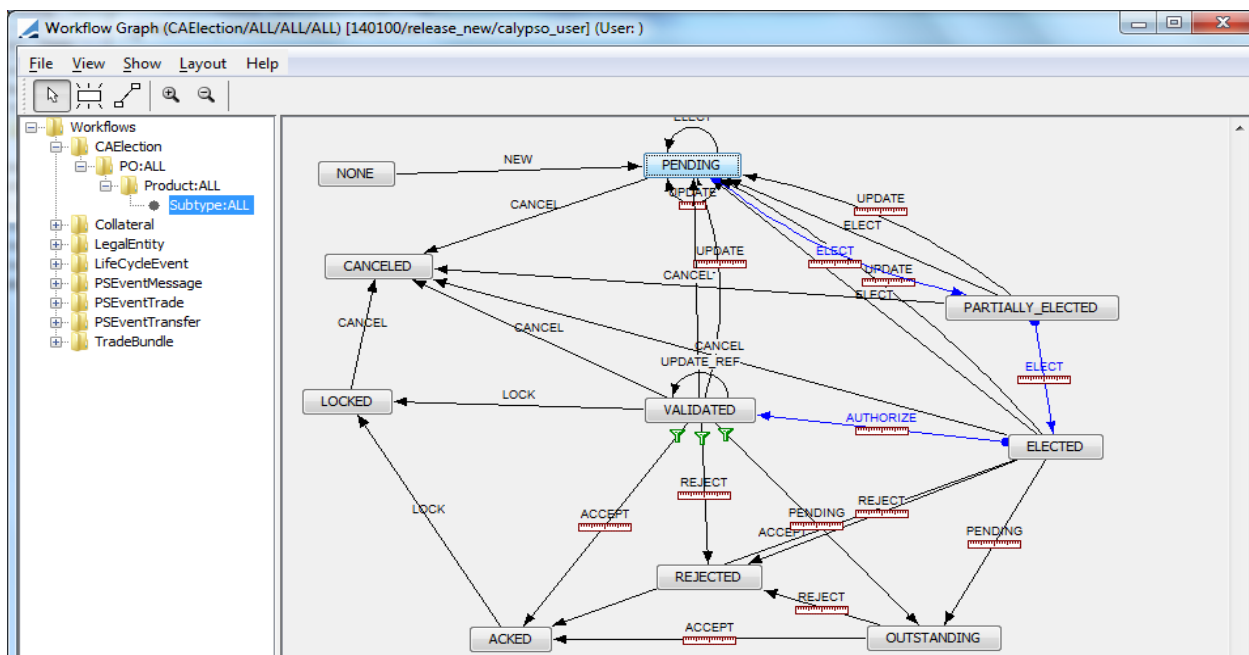 Workflow Graph (CAElection/ALL/ALL/ALL) [140100/release_new/calypso_user] (User: )
File View Show Layout Help
Workflows
CAElection
PO:ALL
Product:ALL
Subtype:ALL
Collateral
LegalEntity
LifeCycleEvent
PSEventMessage
PSEventTrade
PSEventTransfer
TradeBundle
ELECT
NONE
NEW
PENDING
UPDATE
UPDATE
CANCEL
ELECT
CANCELED
UPDATE
ELECT
UPDATE
CANCEL
ELECT
PARTIALLY_ELECTED
CANCEL
CANCEL
CANCEL
UPDATE_REF
ELECT
LOCKED
LOCK
VALIDATED
AUTHORIZE
ELECTED
REJECT
REJECT
LOCK
ACCEPT
PENDING
ACCEPT
PENDING
REJECTED
REJECT
ACKED
ACCEPT
OUTSTANDING